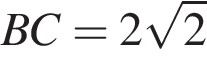 BC = 2√2